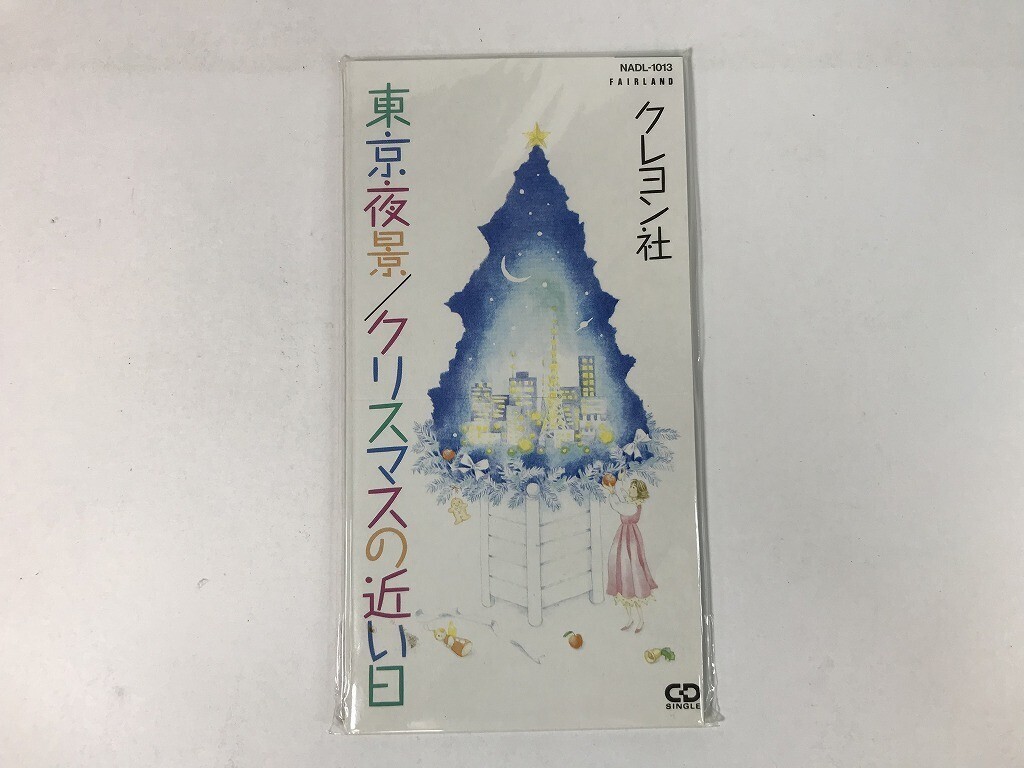 NADL-1013
FAIRLAND
クレヨン社
東京夜景/クリスマスの近い日
CD
SINGLE